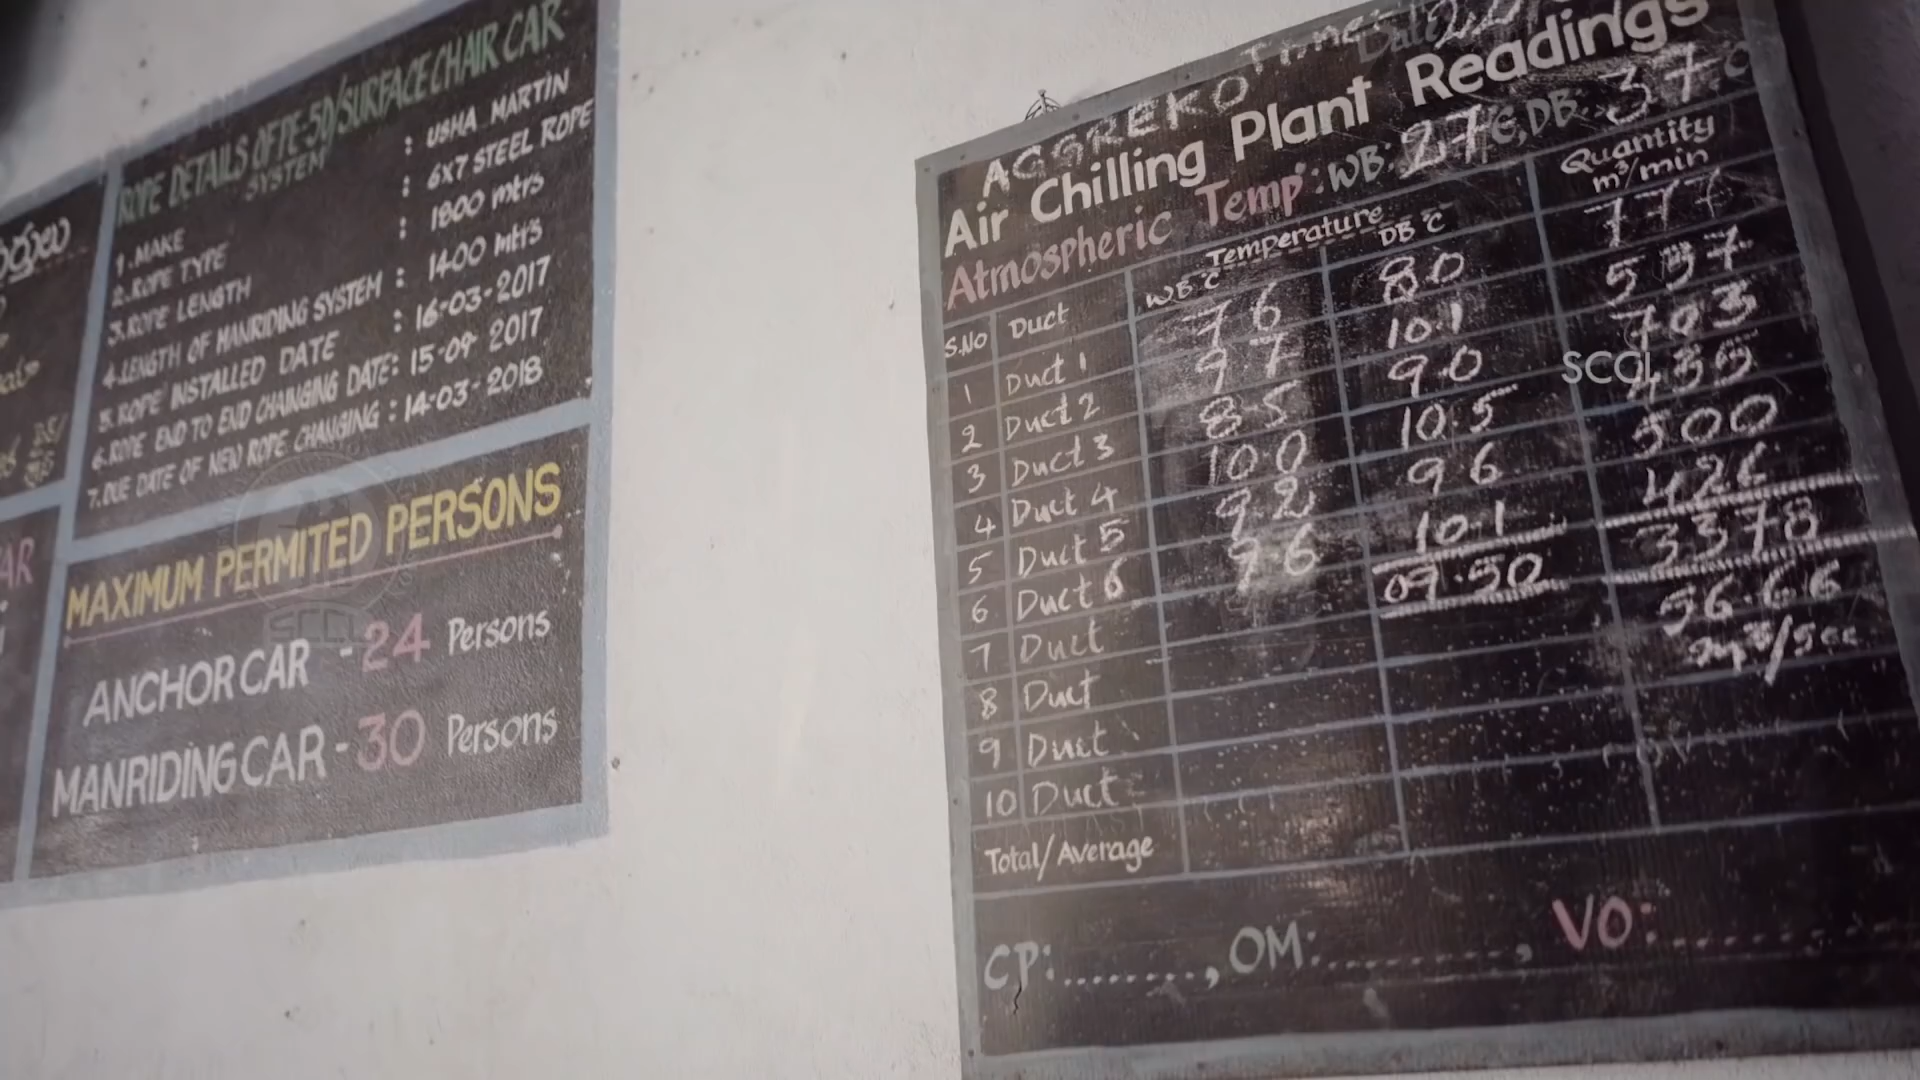 ROPE DETAILS OF PE-50/SURFACE CHAIR CAR
SYSTEM
1. MAKE : USHA MARTIN
2. ROPE TYPE : 6X7 STEEL ROPE
3. ROPE LENGTH : 1800 mtrs
4. LENGTH OF MANRIDING SYSTEM : 1400 mtrs
5. ROPE INSTALLED DATE : 16-03-2017
6. ROPE END TO END CHANGING DATE: 15-09-2017
7. DUE DATE OF NEW ROPE CHANGING : 14-03-2018
MAXIMUM PERMITED PERSONS
ANCHOR CAR - 24 Persons
MANRIDING CAR - 30 Persons
AR
SCCL
AGGREKO Time: Date
Air Chilling Plant Readings
Atmospheric Temp: WB: 27°C, DB: 37°C
S.No Duct Temperature Quantity
WB°C DB°C m³/min
1 Duct 1 7.6 8.0 777
2 Duct 2 9.7 10.1 537
3 Duct 3 8.5 9.0 703
4 Duct 4 10.0 10.5 435
5 Duct 5 9.2 9.6 500
6 Duct 6 9.6 10.1 426
7 Duct 09.50 3378
8 Duct 56.66
9 Duct m³/sec
10 Duct
Total/Average
CP:........, OM:.........., VO:..........
SCCL